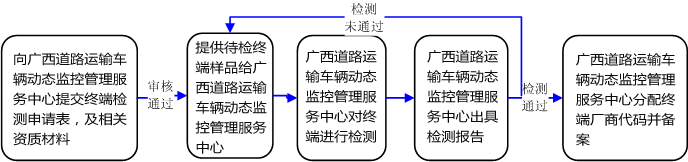 检测
未通过
向广西道路运输车
辆动态监控管理服
务中心提交终端检
测申请表，及相关
资质材料
审核
通过
提供待检终
端样品给广
西道路运输
车辆动态监
控管理服务
中心
广西道路运
输车辆动态
监控管理服
务中心对终
端进行检测
广西道路运
输车辆动态
监控管理服
务中心出具
检测报告
检测
通过
广西道路运输车
辆动态监控管理
服务中心分配终
端厂商代码并备
案